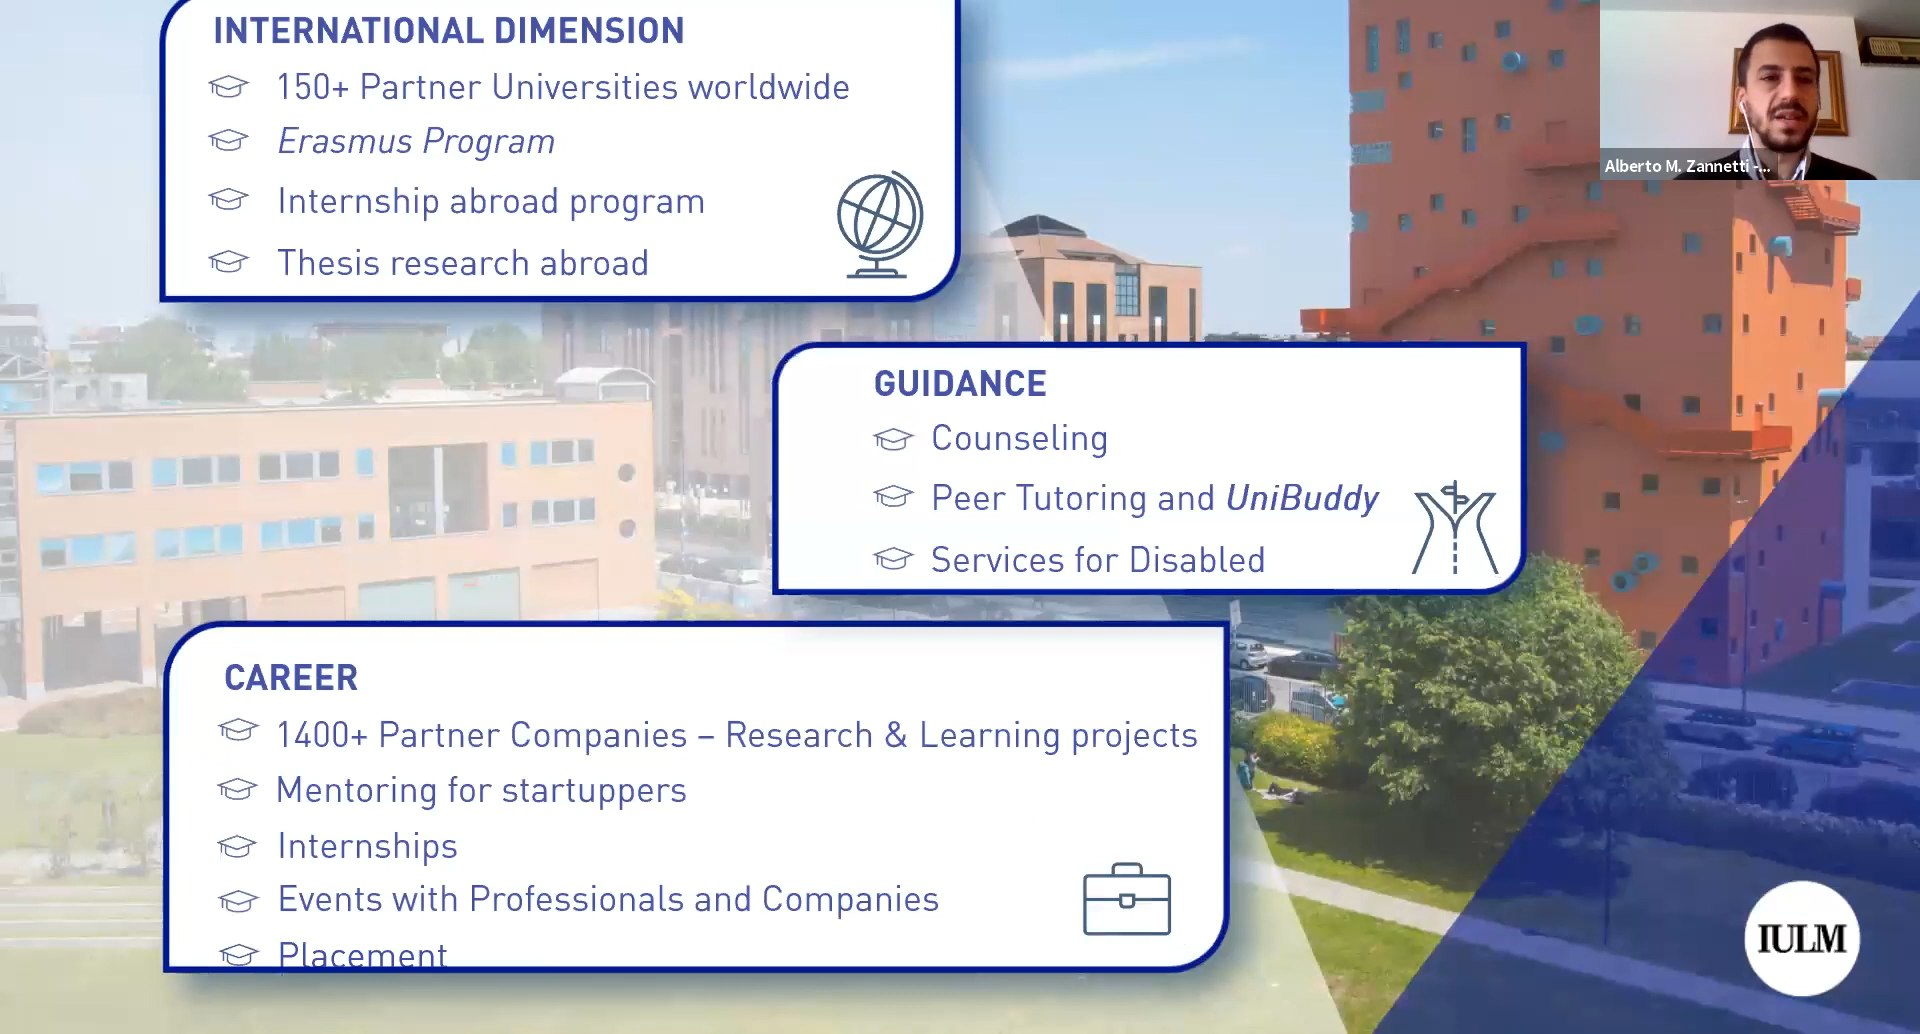 INTERNATIONAL DIMENSION
150+ Partner Universities worldwide
Erasmus Program
Internship abroad program
Thesis research abroad
Alberto M. Zannetti -...
GUIDANCE
Counseling
Peer Tutoring and UniBuddy
Services for Disabled
CAREER
1400+ Partner Companies – Research & Learning projects
Mentoring for startuppers
Internships
Events with Professionals and Companies
Placement
IULM